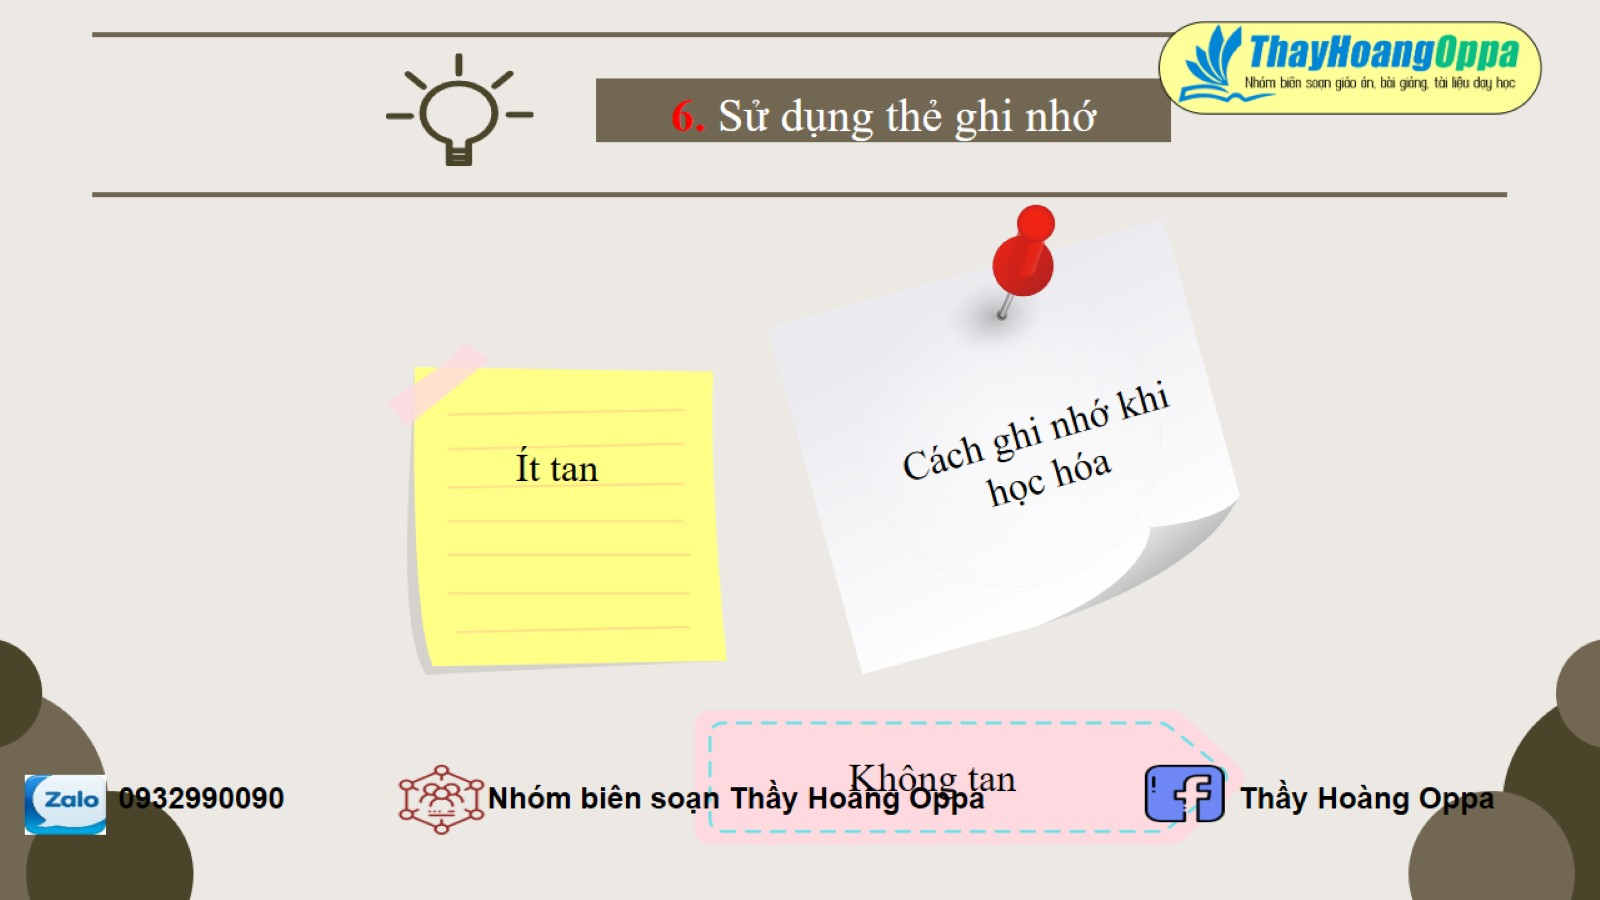 ThayHoangOppa
Nhóm biên soạn giáo án, bài giảng, tài liệu dạy học
6. Sử dụng thẻ ghi nhớ
Cách ghi nhớ khi
học hóa
Ít tan
Không tan
Zalo
0932990090
Nhóm biên soạn Thầy Hoàng Oppa
Thầy Hoàng Oppa